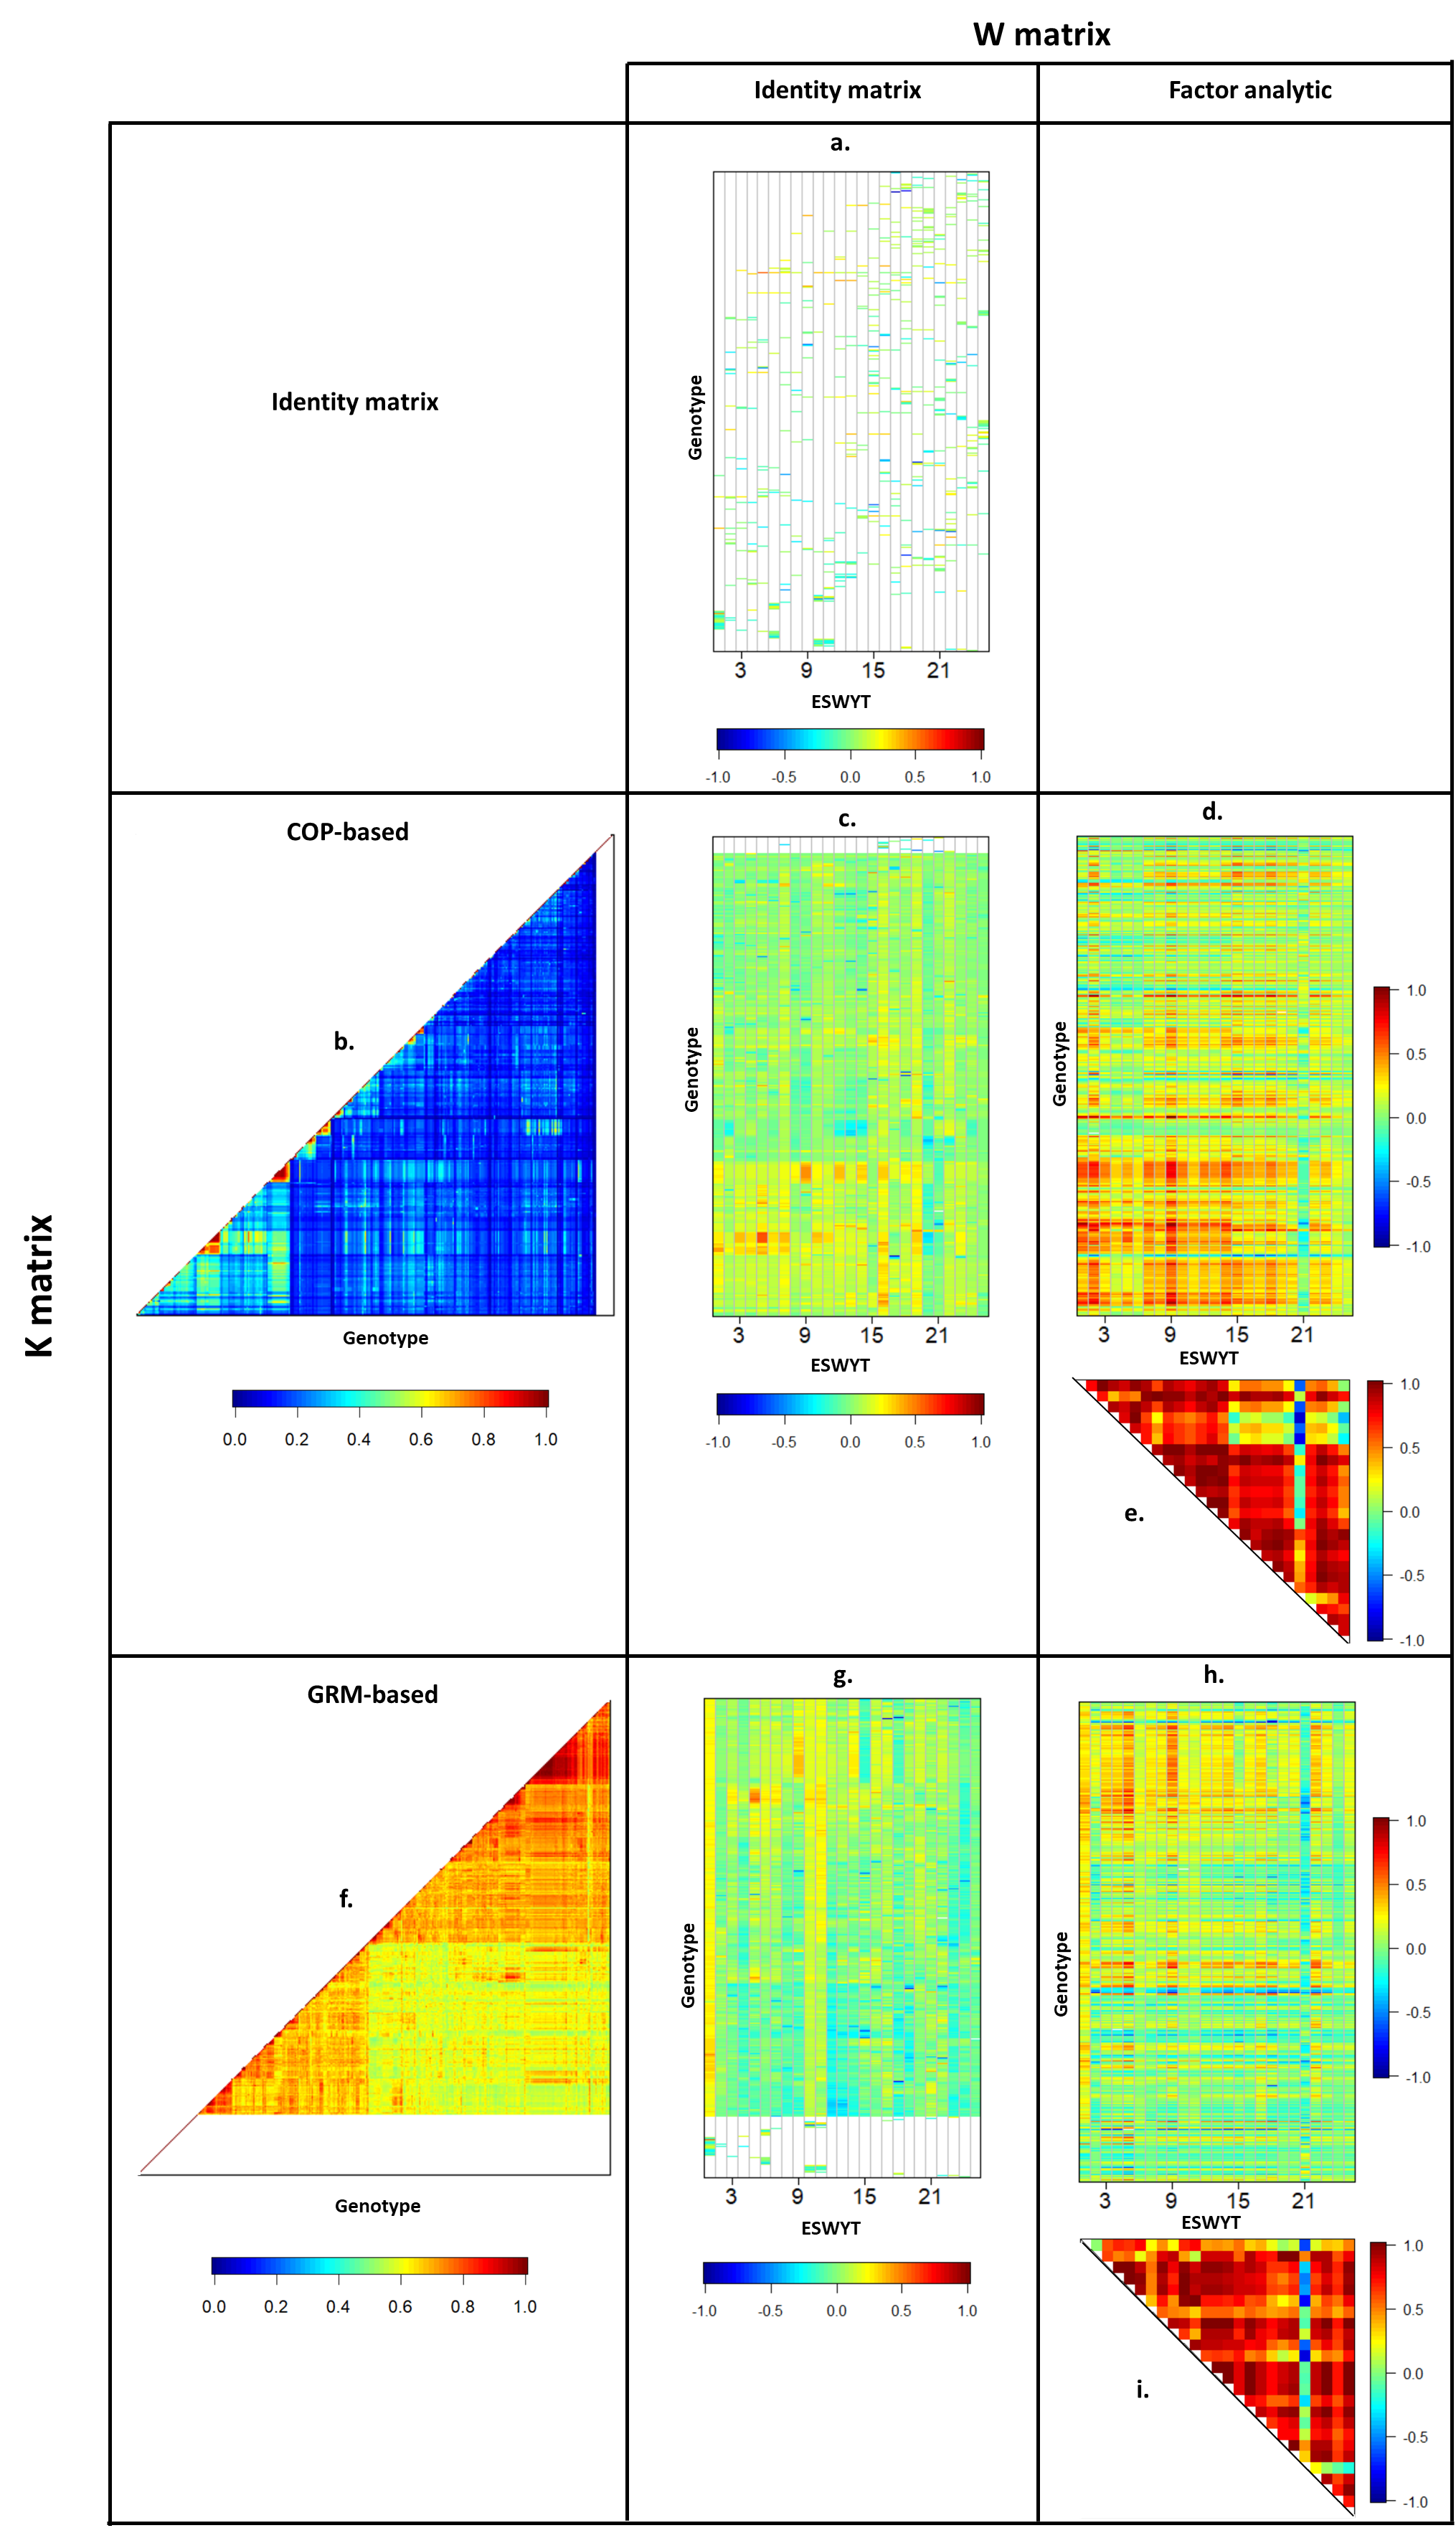 W matrix
Identity matrix
Factor analytic
a.
Identity matrix
Genotype
3 9 15 21
ESWYT
-1.0 -0.5 0.0 0.5 1.0
K matrix
COP-based
b.
Genotype
0.0 0.2 0.4 0.6 0.8 1.0
c.
Genotype
3 9 15 21
ESWYT
-1.0 -0.5 0.0 0.5 1.0
d.
Genotype
3 9 15 21
ESWYT
1.0
0.5
0.0
-0.5
-1.0
e.
1.0
0.5
0.0
-0.5
-1.0
GRM-based
f.
Genotype
0.0 0.2 0.4 0.6 0.8 1.0
g.
Genotype
3 9 15 21
ESWYT
-1.0 -0.5 0.0 0.5 1.0
h.
Genotype
3 9 15 21
ESWYT
1.0
0.5
0.0
-0.5
-1.0
i.
1.0
0.5
0.0
-0.5
-1.0